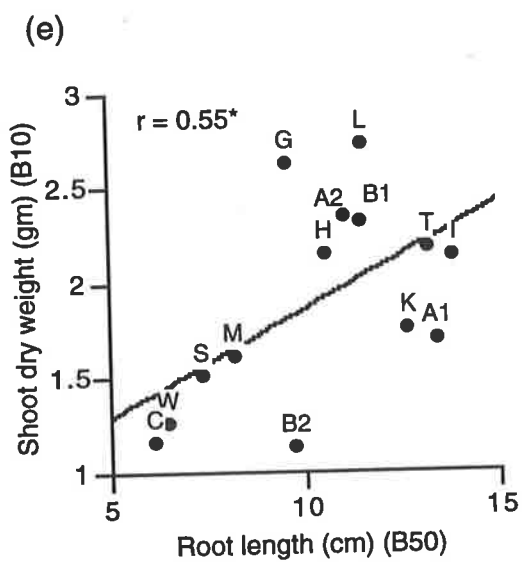 (e)
r = 0.55*
3
2.5
2
1.5
1
L
G
A2
B1
H
T
I
K
A1
M
S
W
C
B2
5
10
15
Shoot dry weight (gm) (B10)
Root length (cm) (B50)